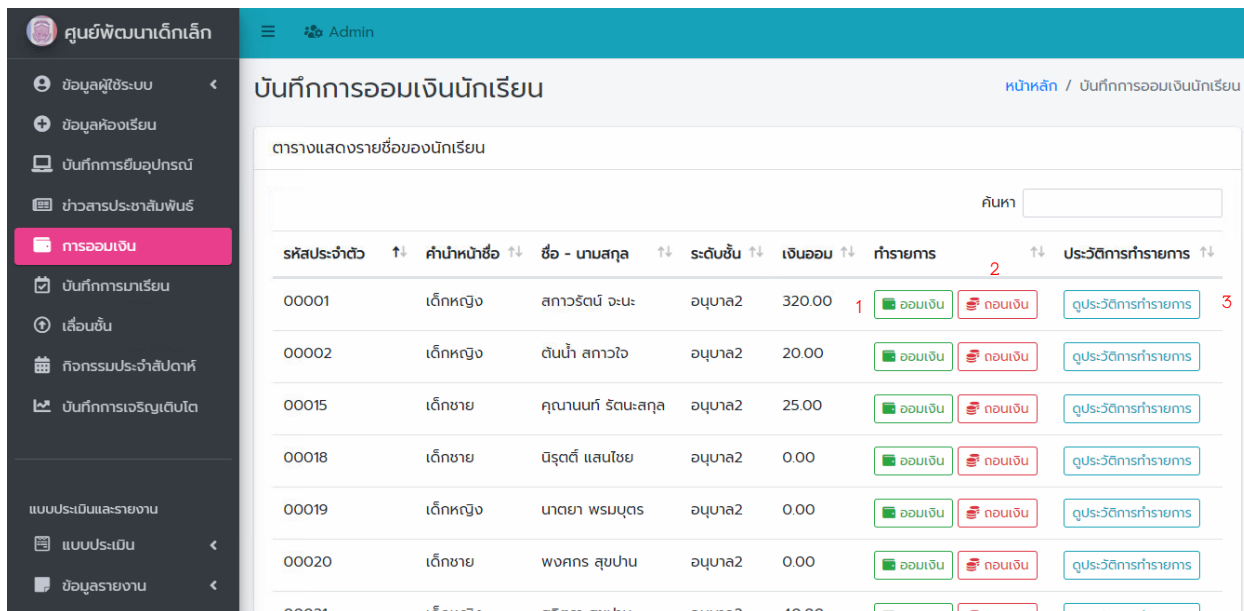 ศูนย์พัฒนาเด็กเล็ก
Admin
ข้อมูลผู้ใช้ระบบ
ข้อมูลห้องเรียน
บันทึกการยืมอุปกรณ์
ข่าวสารประชาสัมพันธ์
การออมเงิน
บันทึกการมาเรียน
เลื่อนชั้น
กิจกรรมประจำสัปดาห์
บันทึกการเจริญเติบโต
แบบประเมินและรายงาน
แบบประเมิน
ข้อมูลรายงาน
บันทึกการออมเงินนักเรียน
หน้าหลัก / บันทึกการออมเงินนักเรียน
ตารางแสดงรายชื่อของนักเรียน
ค้นหา
รหัสประจำตัว คำนำหน้าชื่อ ชื่อ - นามสกุล ระดับชั้น เงินออม ทำรายการ ประวัติการทำรายการ
2
00001 เด็กหญิง สกาวรัตน์ จะนะ อนุบาล2 320.00 1 ออมเงิน ถอนเงิน ดูประวัติการทำรายการ 3
00002 เด็กหญิง ต้นน้ำ สกาวใจ อนุบาล2 20.00 ออมเงิน ถอนเงิน ดูประวัติการทำรายการ
00015 เด็กชาย คุณานนท์ รัตนะสกุล อนุบาล2 25.00 ออมเงิน ถอนเงิน ดูประวัติการทำรายการ
00018 เด็กชาย นิรุตติ์ แสนไชย อนุบาล2 0.00 ออมเงิน ถอนเงิน ดูประวัติการทำรายการ
00019 เด็กหญิง นาตยา พรมบุตร อนุบาล2 0.00 ออมเงิน ถอนเงิน ดูประวัติการทำรายการ
00020 เด็กชาย พงศกร สุขปาน อนุบาล2 0.00 ออมเงิน ถอนเงิน ดูประวัติการทำรายการ